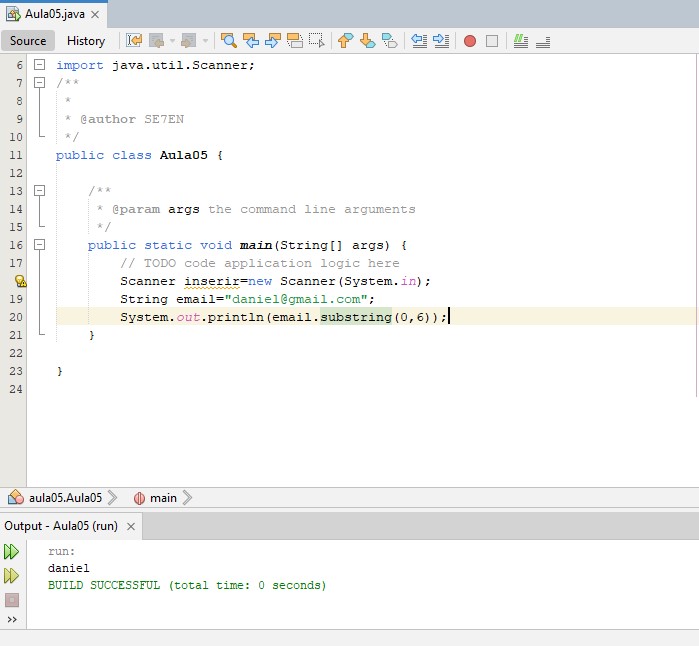 Aula05.java
Source History
6 import java.util.Scanner;
7 /**
8 *
9 * @author SE7EN
10 */
11 public class Aula05 {
12
13 /**
14 * @param args the command line arguments
15 */
16 public static void main(String[] args) {
17 // TODO code application logic here
Scanner inserir=new Scanner(System.in);
19 String email="daniel@gmail.com";
20 System.out.println(email.substring(0,6));
21 }
22
23 }
24
aula05.Aula05 main
Output - Aula05 (run)
run:
daniel
BUILD SUCCESSFUL (total time: 0 seconds)